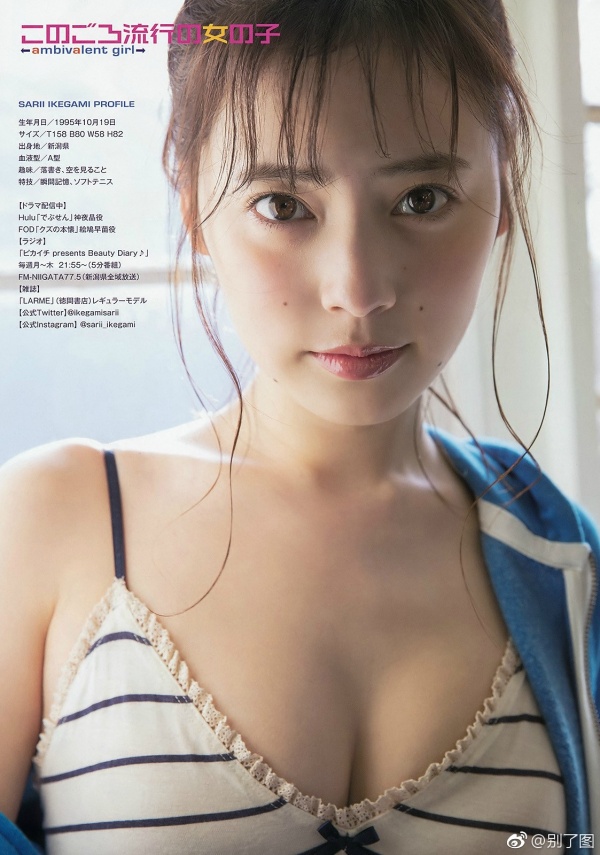 このごろ流行の女の子
←ambivalent girl→
SARII IKEGAMI PROFILE
生年月日／1995年10月19日
サイズ／T158 B80 W58 H82
出身地／新潟県
血液型／A型
趣味／落書き、空を見ること
特技／瞬間記憶、ソフトテニス
【ドラマ配信中】
Hulu「でぶせん」神夜晶役
FOD「クズの本懐」絵鳩早苗役
【ラジオ】
「ピカイチ presents Beauty Diary♪」
毎週月〜木 21:55〜(5分番組)
FM-NIIGATA77.5(新潟県全域放送)
【雑誌】
「LARME」(徳間書店)レギュラーモデル
【公式Twitter】@ikegamisarii
【公式Instagram】 @sarii_ikegami
@别了图